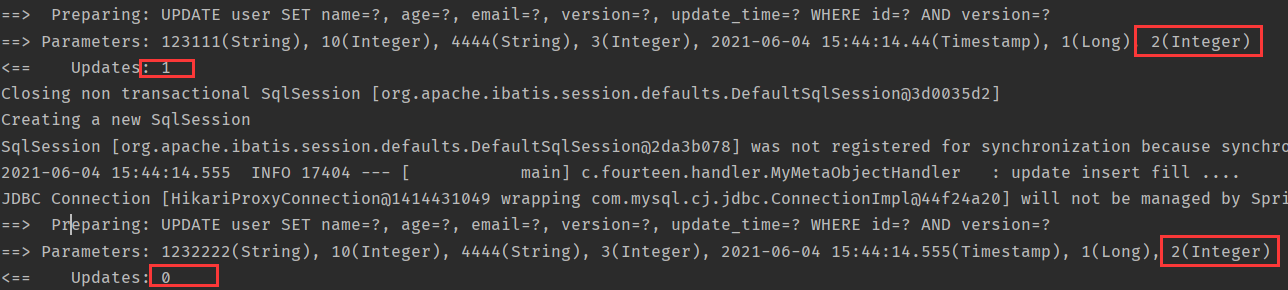 ==>  Preparing: UPDATE user SET name=?, age=?, email=?, version=?, update_time=? WHERE id=? AND version=?
==> Parameters: 123111(String), 10(Integer), 4444(String), 3(Integer), 2021-06-04 15:44:14.44(Timestamp), 1(Long) 2(Integer)
<==    Updates: 1
Closing non transactional SqlSession [org.apache.ibatis.session.defaults.DefaultSqlSession@3d0035d2]
Creating a new SqlSession
SqlSession [org.apache.ibatis.session.defaults.DefaultSqlSession@2da3b078] was not registered for synchronization because synchro
2021-06-04 15:44:14.555  INFO 17404 --- [           main] c.fourteen.handler.MyMetaObjectHandler   : update insert fill ....
JDBC Connection [HikariProxyConnection@1414431049 wrapping com.mysql.cj.jdbc.ConnectionImpl@44f24a20] will not be managed by Spri
==>  Preparing: UPDATE user SET name=?, age=?, email=?, version=?, update_time=? WHERE id=? AND version=?
==> Parameters: 1232222(String), 10(Integer), 4444(String), 3(Integer), 2021-06-04 15:44:14.555(Timestamp), 1(Long), 2(Integer)
<==    Updates: 0